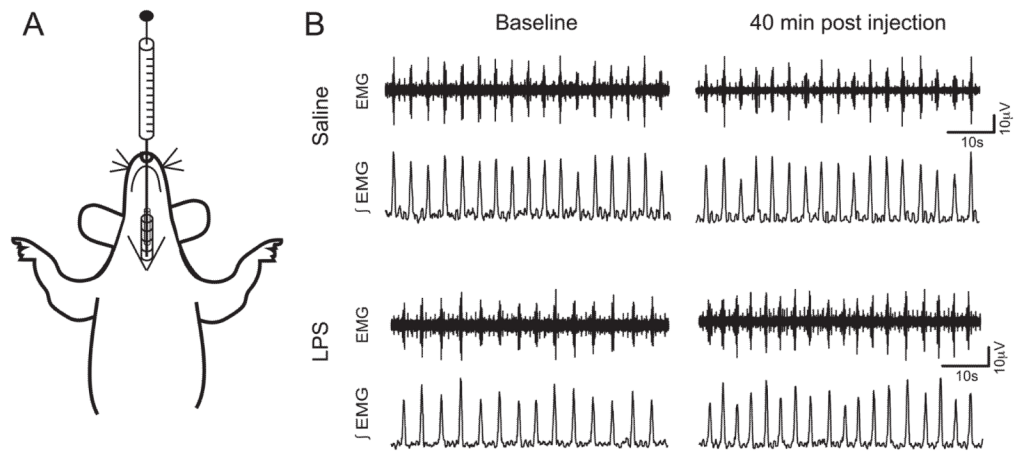 A
B
Baseline
40 min post injection
Saline
EMG
10μV
10s
∫ EMG
LPS
EMG
10μV
10s
∫ EMG